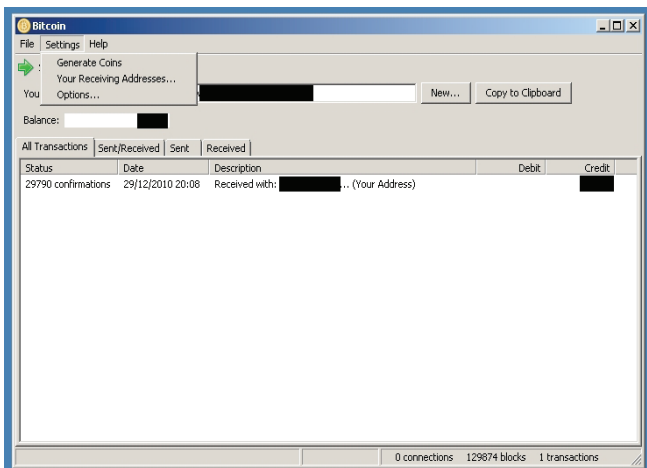 Bitcoin
File Settings Help
Generate Coins
Your Receiving Addresses...
Options...
You
New... Copy to Clipboard
Balance:
All Transactions Sent/Received Sent Received
Status Date Description Debit Credit
29790 confirmations 29/12/2010 20:08 Received with: ... (Your Address)
0 connections 129874 blocks 1 transactions